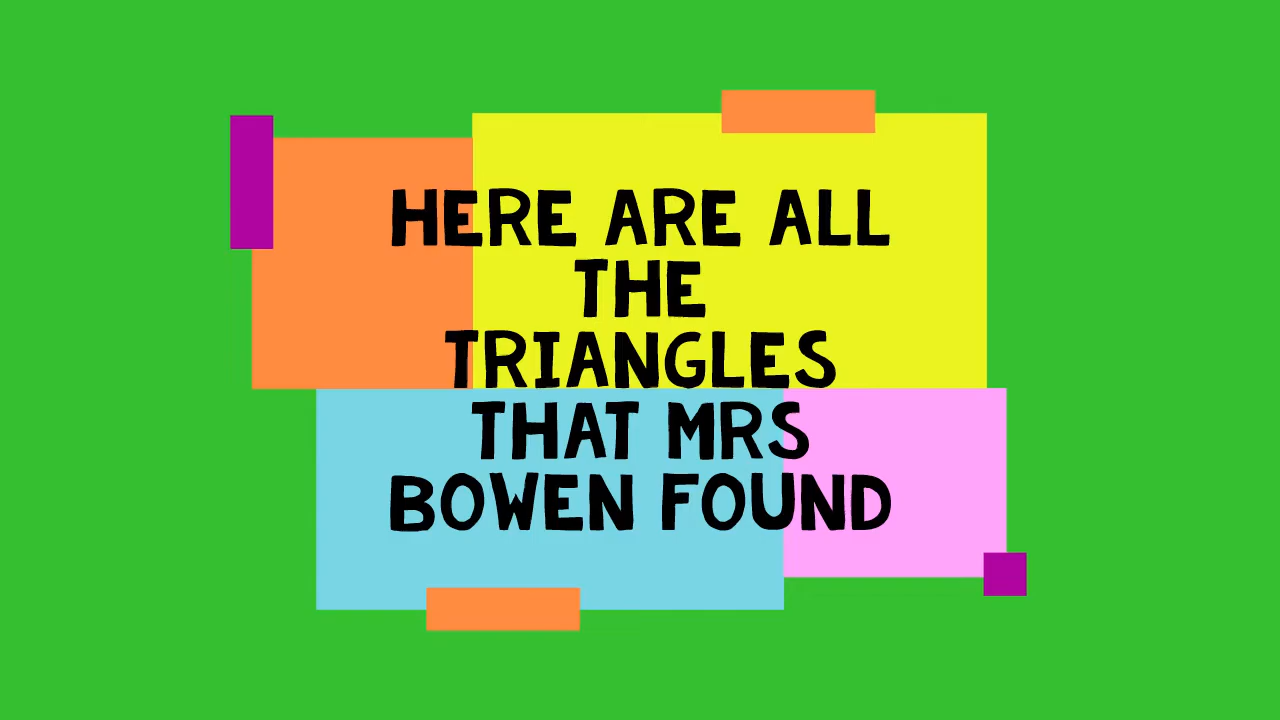 HERE ARE ALL
THE
TRIANGLES
THAT MRS
BOWEN FOUND